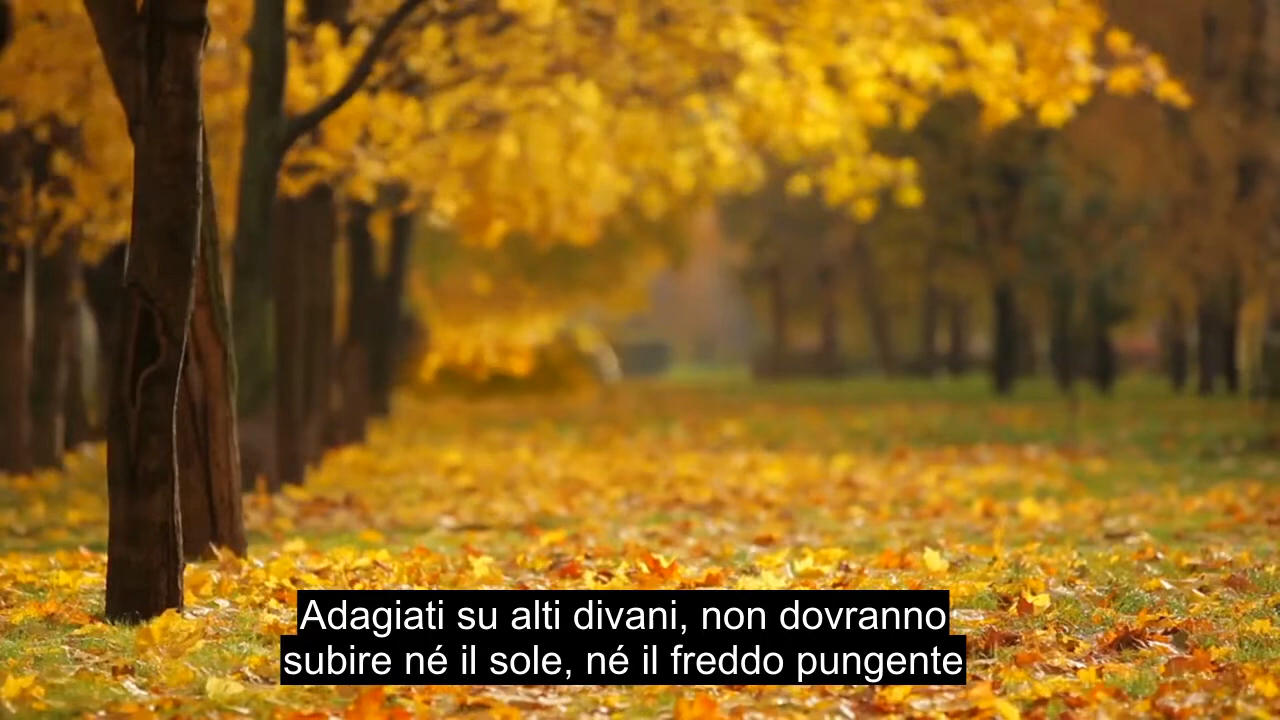 Adagiati su alti divani, non dovranno
subire né il sole, né il freddo pungente